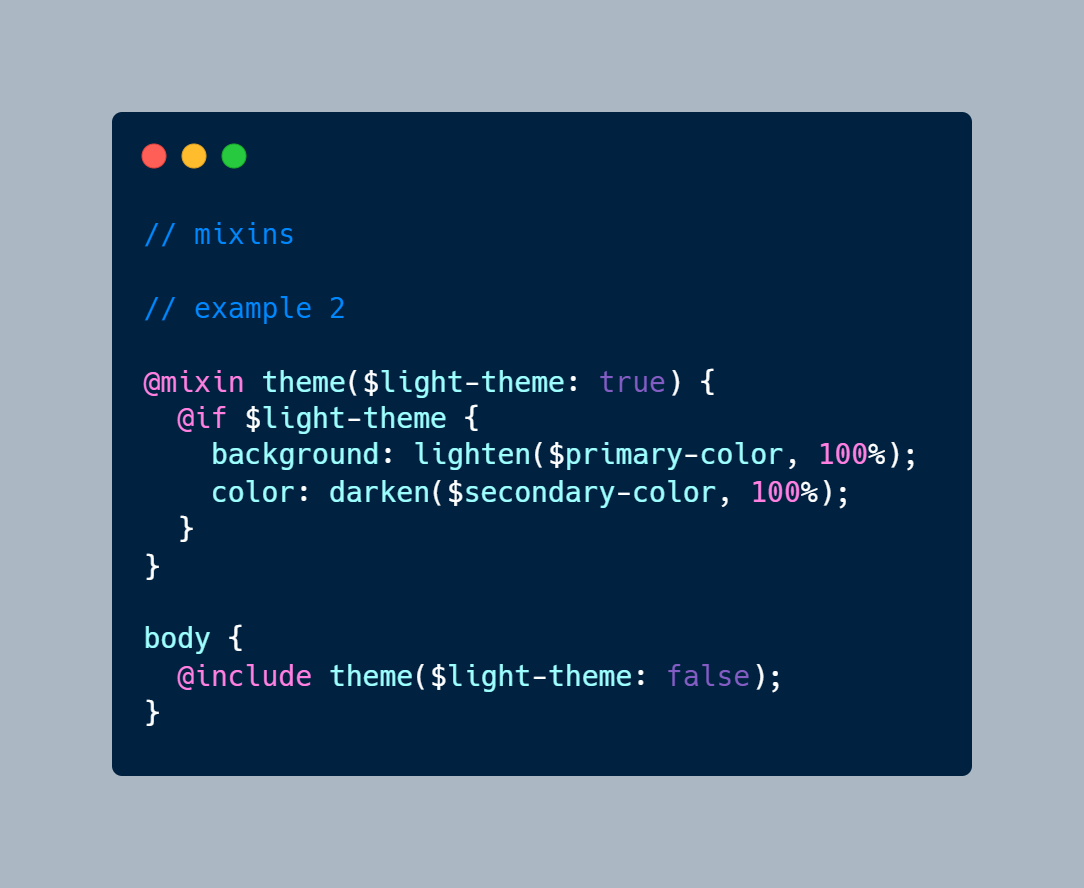 // mixins
// example 2
@mixin theme($light-theme: true) {
  @if $light-theme {
    background: lighten($primary-color, 100%);
    color: darken($secondary-color, 100%);
  }
}
body {
  @include theme($light-theme: false);
}